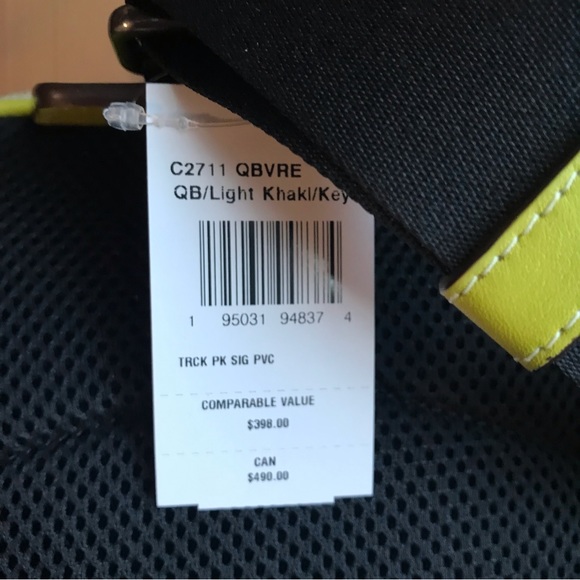 C2711 QBVRE
QB/Light Khaki/Key
1 95031 94837 4
TRCK PK SIG PVC
COMPARABLE VALUE
$398.00
CAN
$490.00